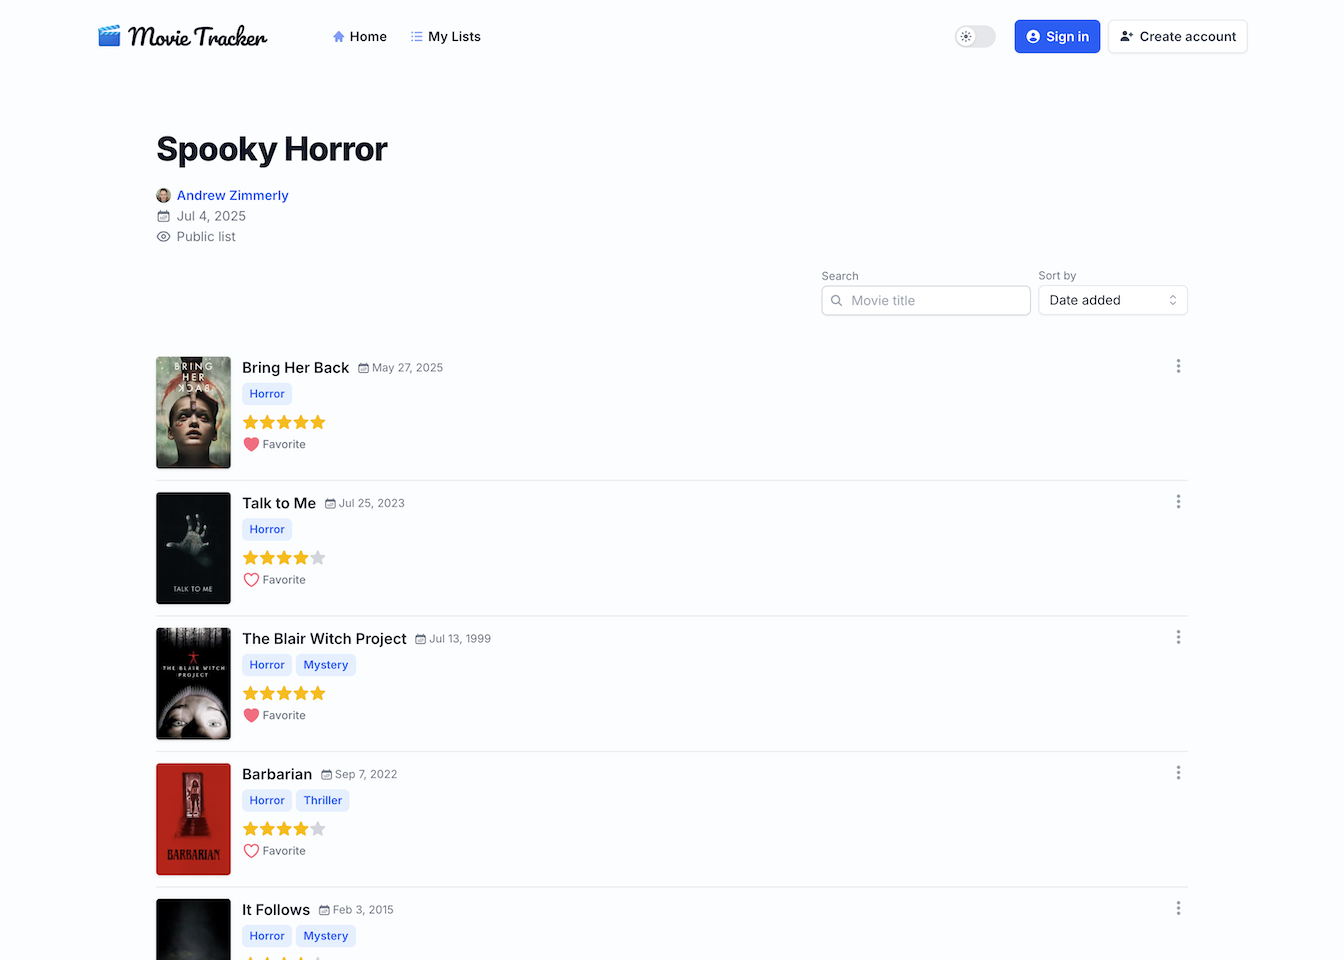 Movie Tracker
Home
My Lists
Sign in
Create account
Spooky Horror
Andrew Zimmerly
Jul 4, 2025
Public list
Search
Sort by
Movie title
Date added
BRING
HER
BACK
Bring Her Back
May 27, 2025
Horror
Favorite
TALK TO ME
Talk to Me
Jul 25, 2023
Horror
Favorite
THE BLAIR WITCH
PROJECT
The Blair Witch Project
Jul 13, 1999
Horror
Mystery
Favorite
BARBARIAN
Barbarian
Sep 7, 2022
Horror
Thriller
Favorite
It Follows
Feb 3, 2015
Horror
Mystery